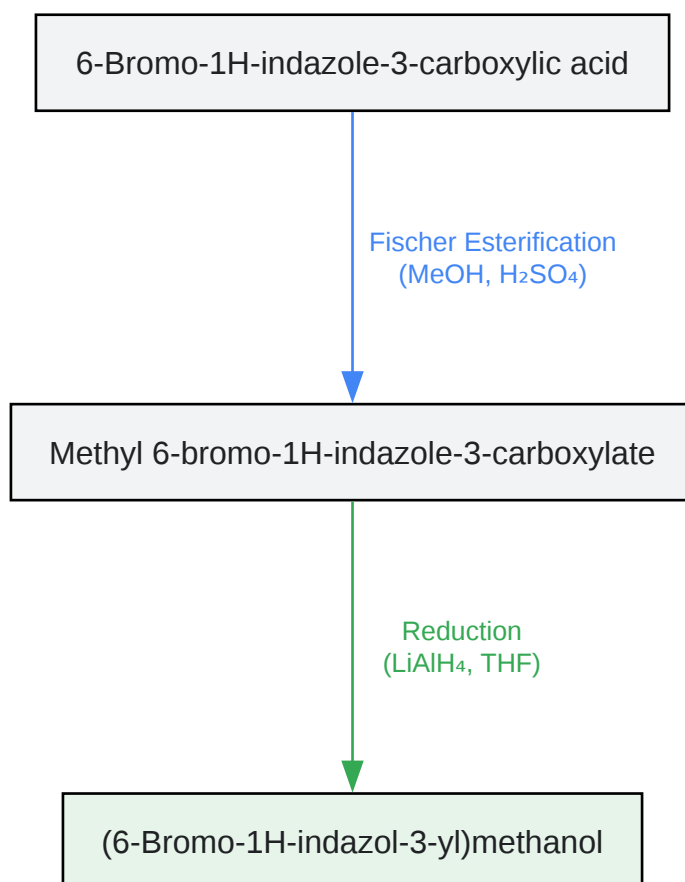 6-Bromo-1H-indazole-3-carboxylic acid
Fischer Esterification
(MeOH, H₂SO₄)
Methyl 6-bromo-1H-indazole-3-carboxylate
Reduction
(LiAlH₄, THF)
(6-Bromo-1H-indazol-3-yl)methanol